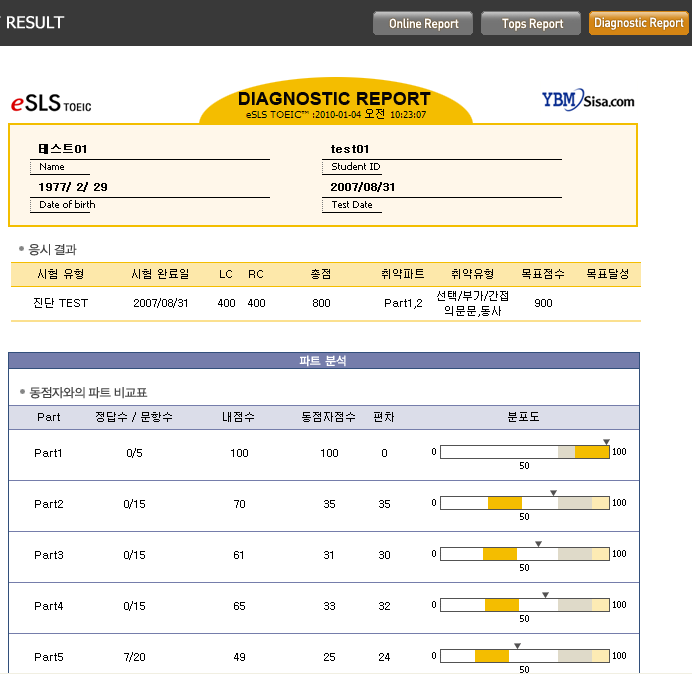 RESULT
Online Report Tops Report Diagnostic Report
eSLS TOEIC
DIAGNOSTIC REPORT
eSLS TOEIC™ :2010-01-04 오전 10:23:07
YBM Sisa.com
테스트01 test01
Name Student ID
1977/ 2/ 29 2007/08/31
Date of birth Test Date
응시 결과
시험 유형 시험 완료일 LC RC 총점 취약파트 취약유형 목표점수 목표달성
진단 TEST 2007/08/31 400 400 800 Part1,2 선택/부가/간접 900
의문문,동사
파트 분석
동점자와의 파트 비교표
Part 정답수 / 문항수 내점수 동점자점수 편차 분포도
Part1 0/5 100 100 0 0 100
50
Part2 0/15 70 35 35 0 100
50
Part3 0/15 61 31 30 0 100
50
Part4 0/15 65 33 32 0 100
50
Part5 7/20 49 25 24 0 100
50